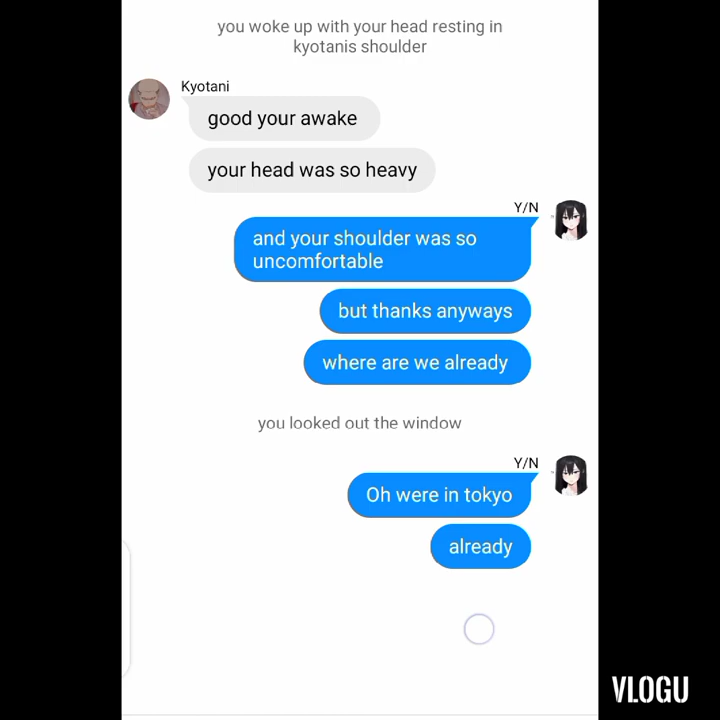 you woke up with your head resting in
kyotanis shoulder
Kyotani
good your awake
your head was so heavy
Y/N
and your shoulder was so
uncomfortable
but thanks anyways
where are we already
you looked out the window
Y/N
Oh were in tokyo
already
VLOGU